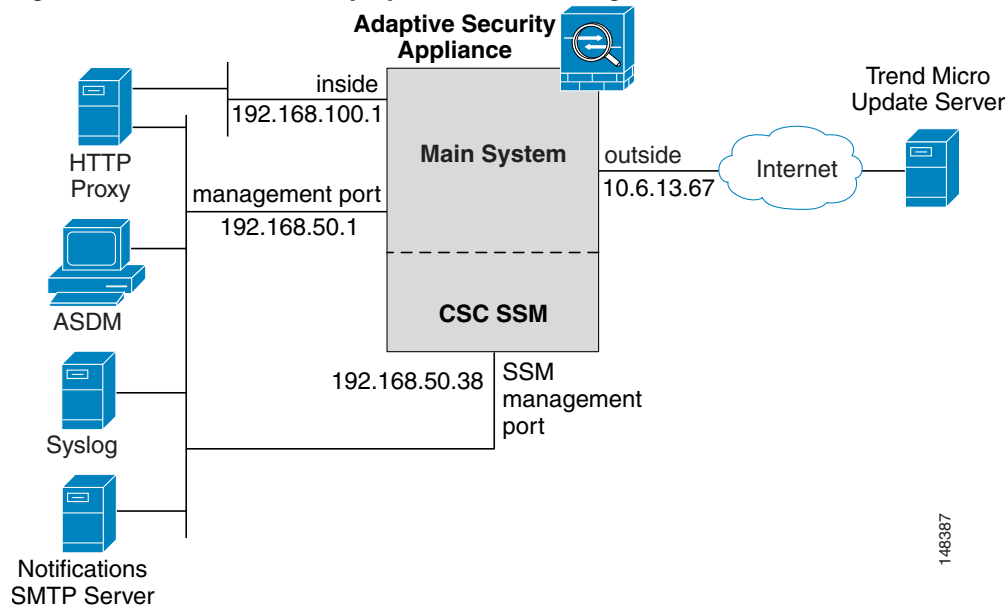 Adaptive Security
Appliance
inside
192.168.100.1
HTTP
Proxy
management port
192.168.50.1
Main System
outside
10.6.13.67
Internet
Trend Micro
Update Server
ASDM
CSC SSM
192.168.50.38
SSM
management
port
Syslog
Notifications
SMTP Server
148387